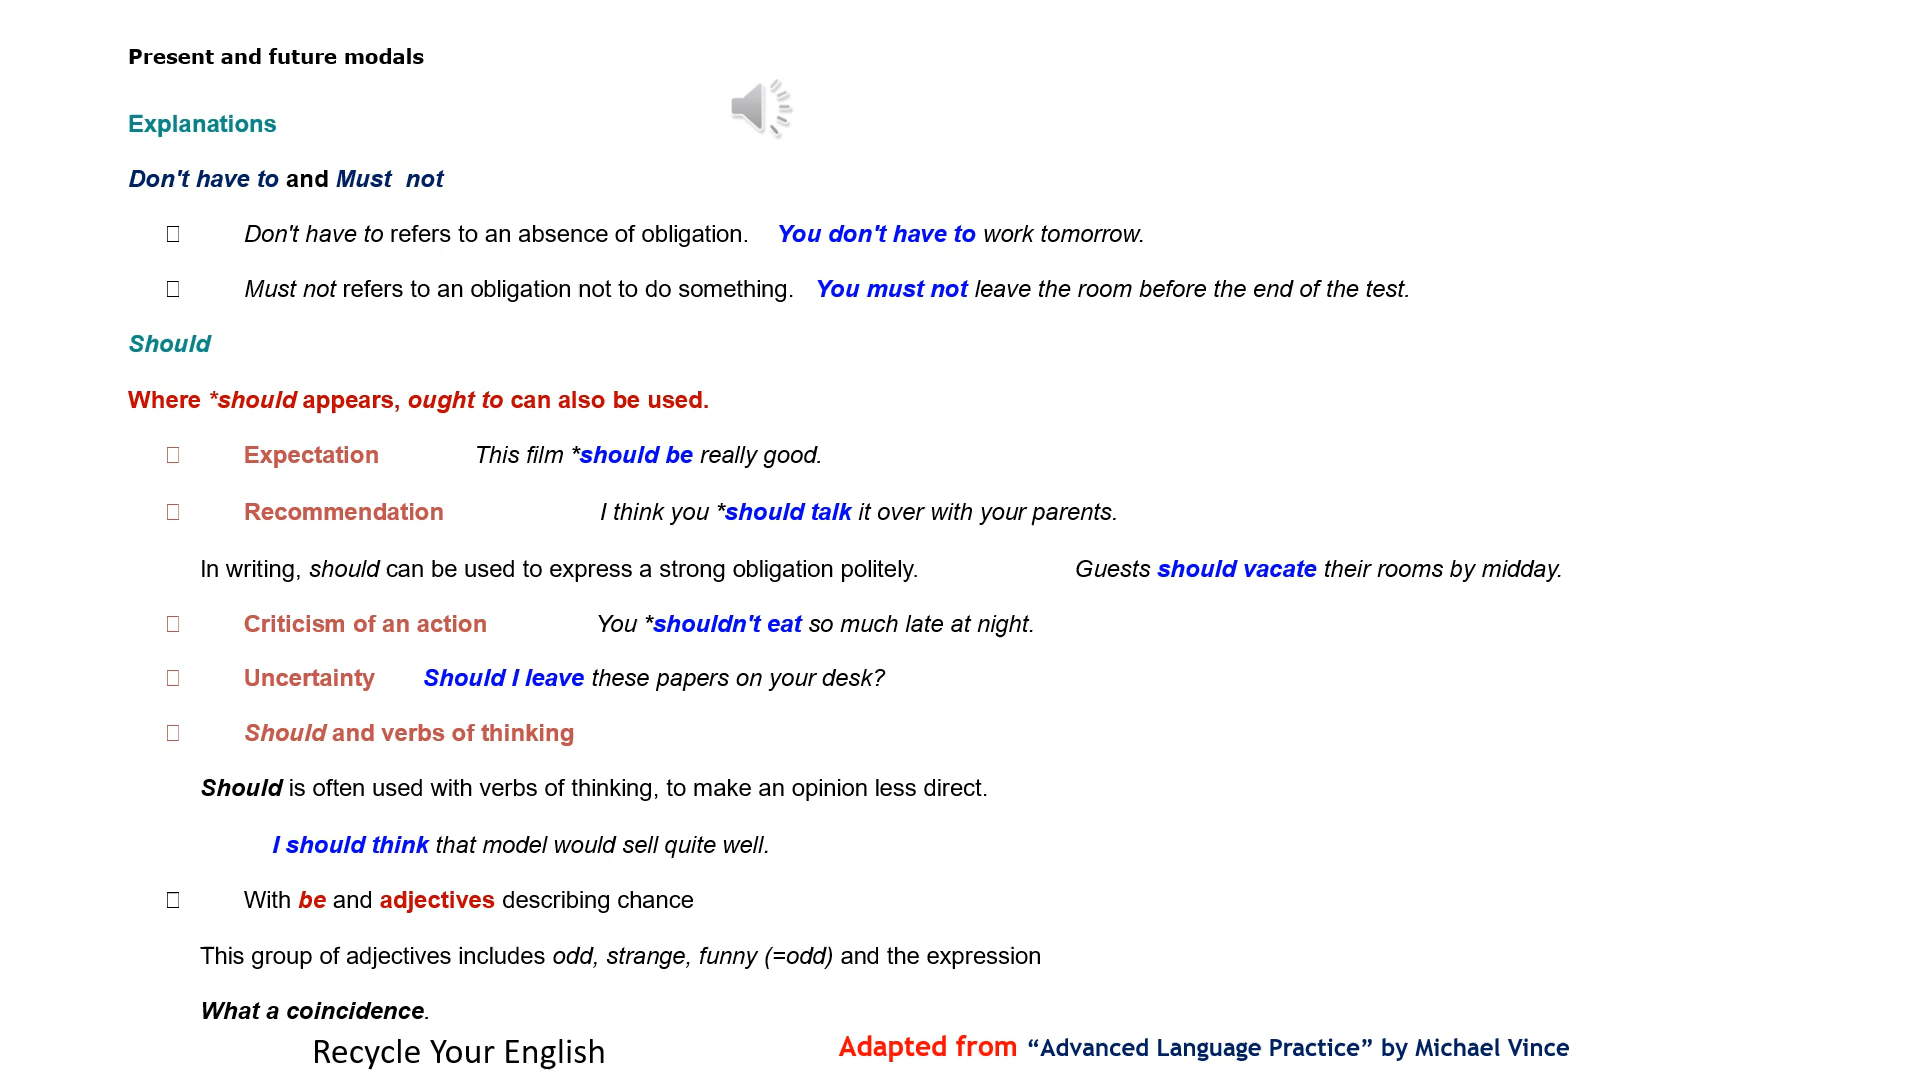 Present and future modals
Explanations
Don't have to and Must not
Don't have to refers to an absence of obligation. You don't have to work tomorrow.
Must not refers to an obligation not to do something. You must not leave the room before the end of the test.
Should
Where *should appears, ought to can also be used.
Expectation This film *should be really good.
Recommendation I think you *should talk it over with your parents.
In writing, should can be used to express a strong obligation politely. Guests should vacate their rooms by midday.
Criticism of an action You *shouldn't eat so much late at night.
Uncertainty Should I leave these papers on your desk?
Should and verbs of thinking
Should is often used with verbs of thinking, to make an opinion less direct.
I should think that model would sell quite well.
With be and adjectives describing chance
This group of adjectives includes odd, strange, funny (=odd) and the expression
What a coincidence.
Recycle Your English
Adapted from “Advanced Language Practice” by Michael Vince